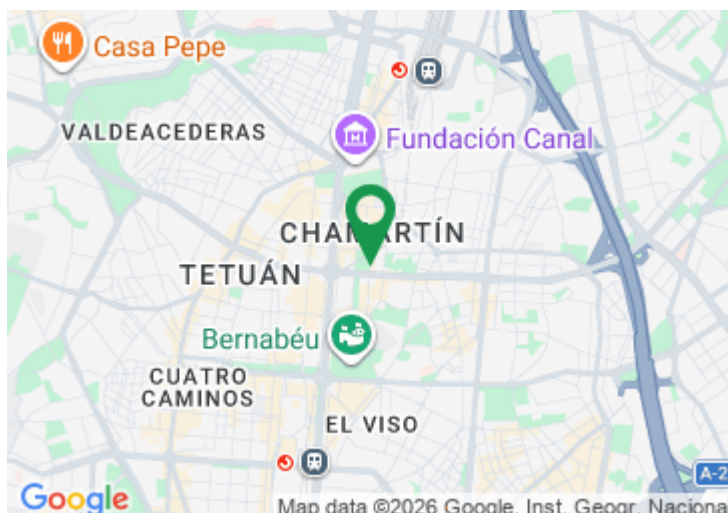 Casa Pepe
VALDEACEDERAS
Fundación Canal
CHAMARTÍN
TETUÁN
Bernabéu
CUATRO
CAMINOS
EL VISO
A-2
Google
Map data ©2026 Google, Inst. Geogr. Naciona